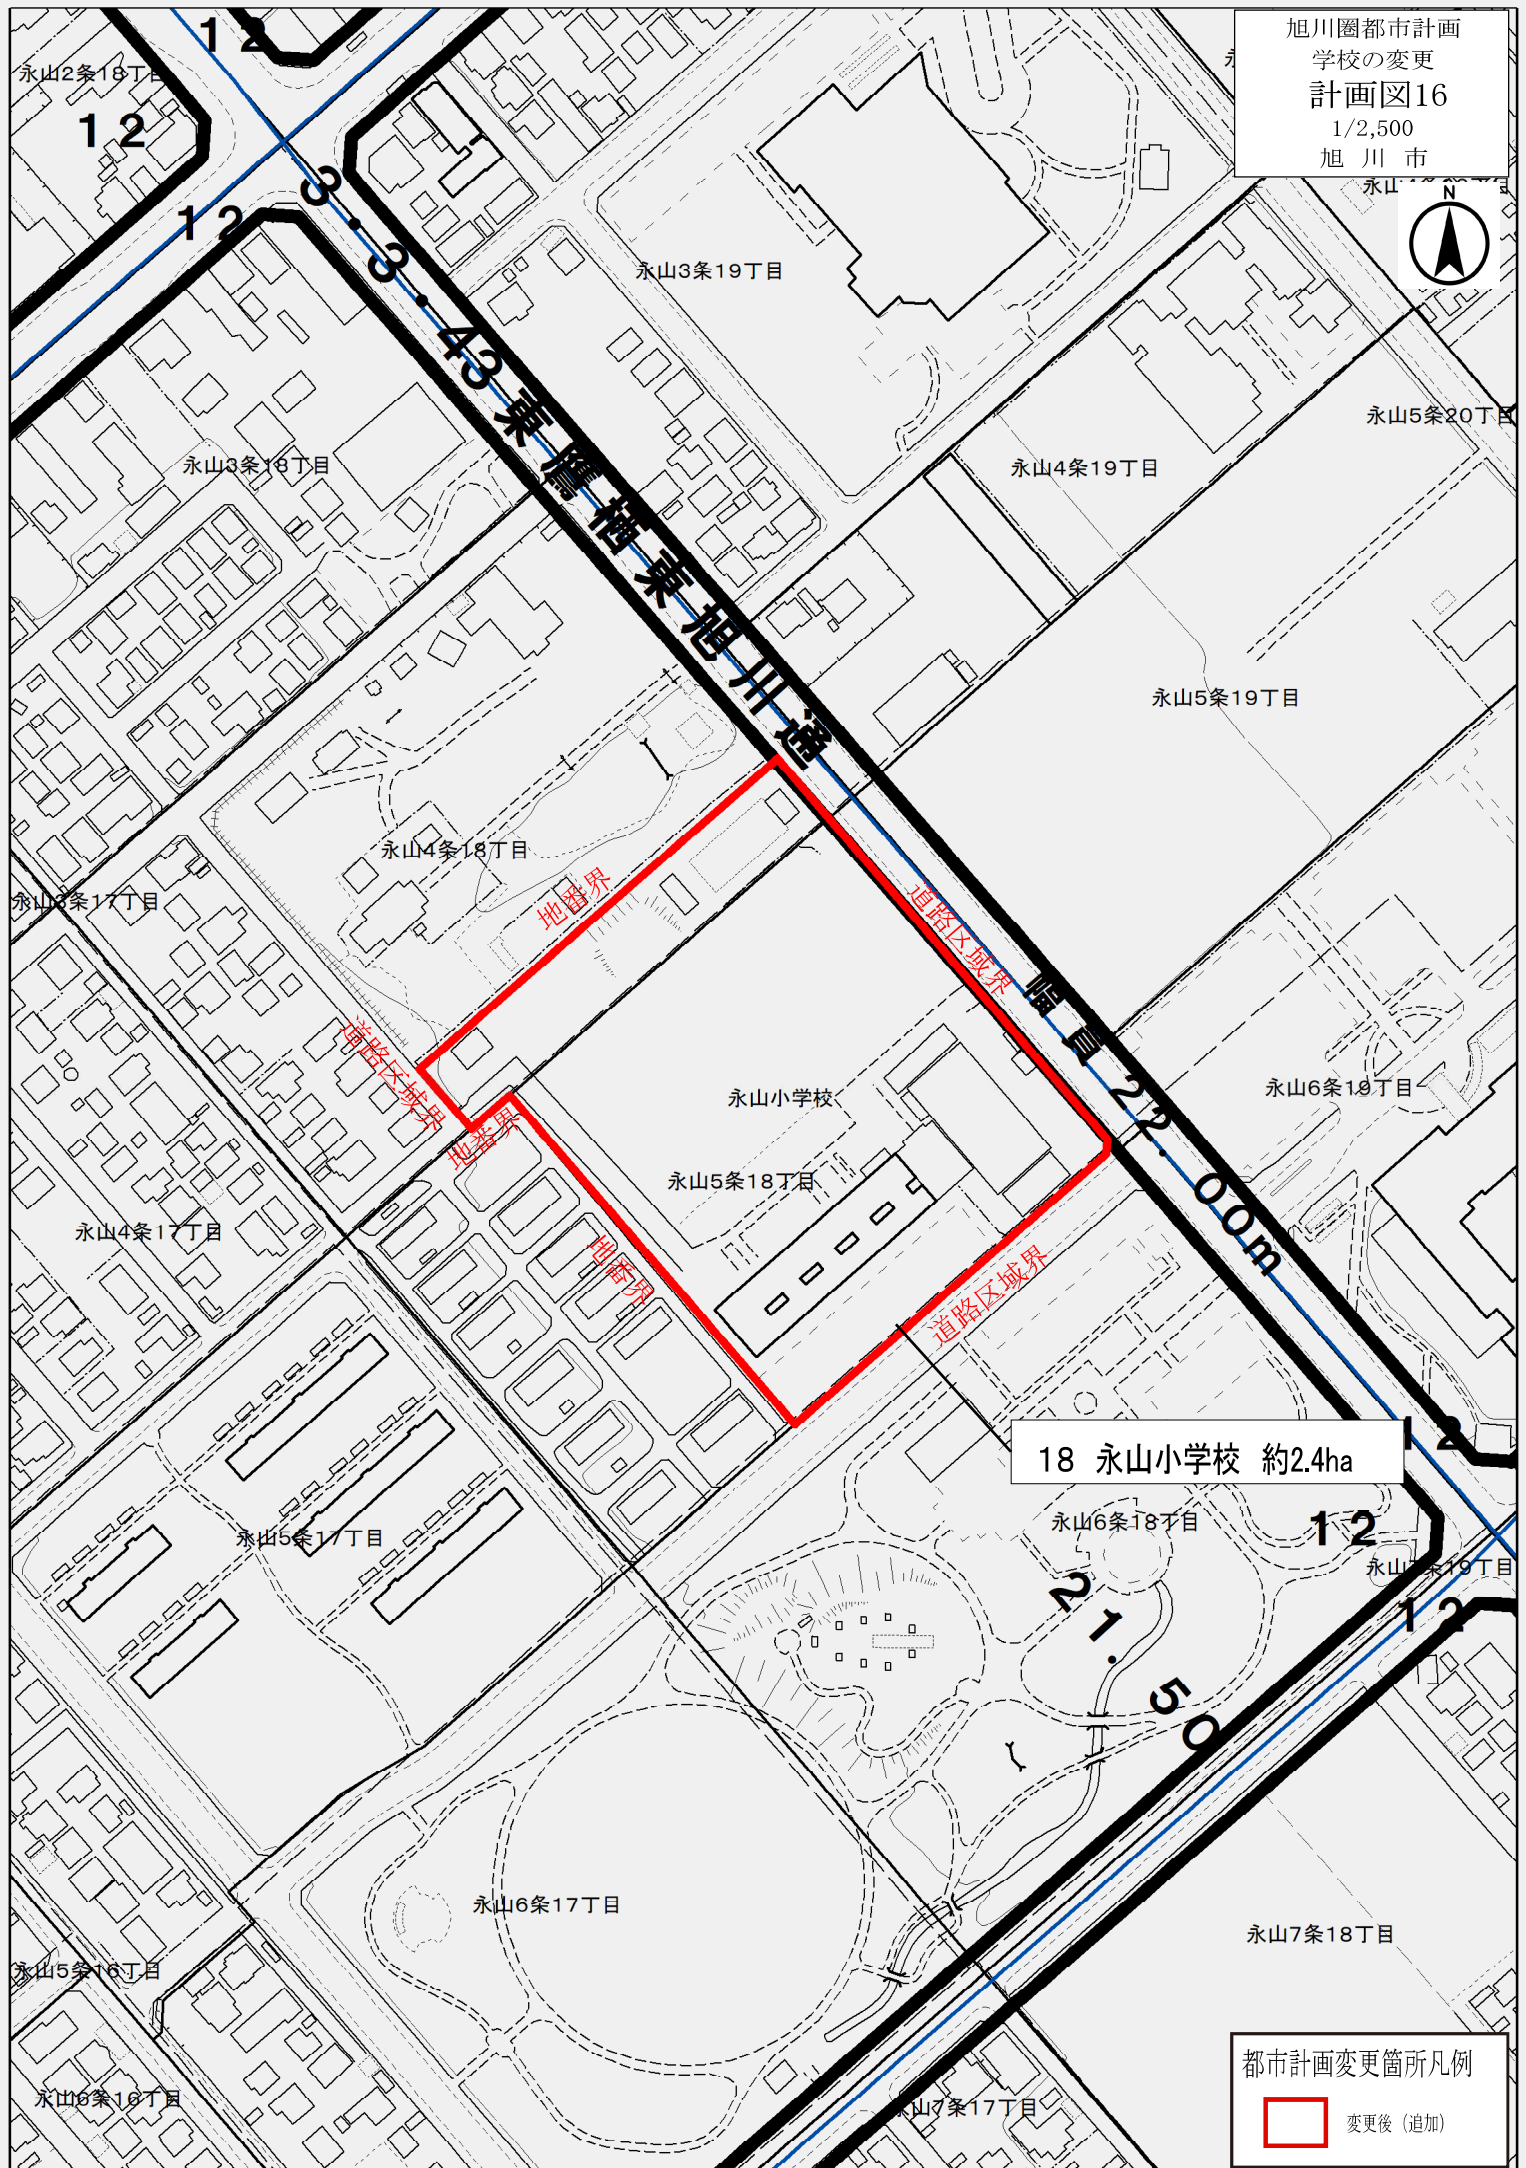 旭川圏都市計画
学校の変更
計画図16
1/2,500
旭 川 市
N
12
永山2条18丁目
12
12
3・3・43東鷹栖東旭川通 幅員22.00m
永山3条19丁目
永山5条20丁目
永山3条18丁目
永山4条19丁目
永山5条19丁目
永山4条18丁目
永山3条17丁目
地番界
道路区域界
道路区域界
地番界
永山小学校
永山6条19丁目
永山5条18丁目
永山4条17丁目
地番界
道路区域界
18 永山小学校 約2.4ha
12
永山6条18丁目
12
永山5条17丁目
12
21.50
永山6条17丁目
永山7条18丁目
永山5条16丁目
永山6条16丁目
永山7条17丁目
都市計画変更箇所凡例
変更後（追加）